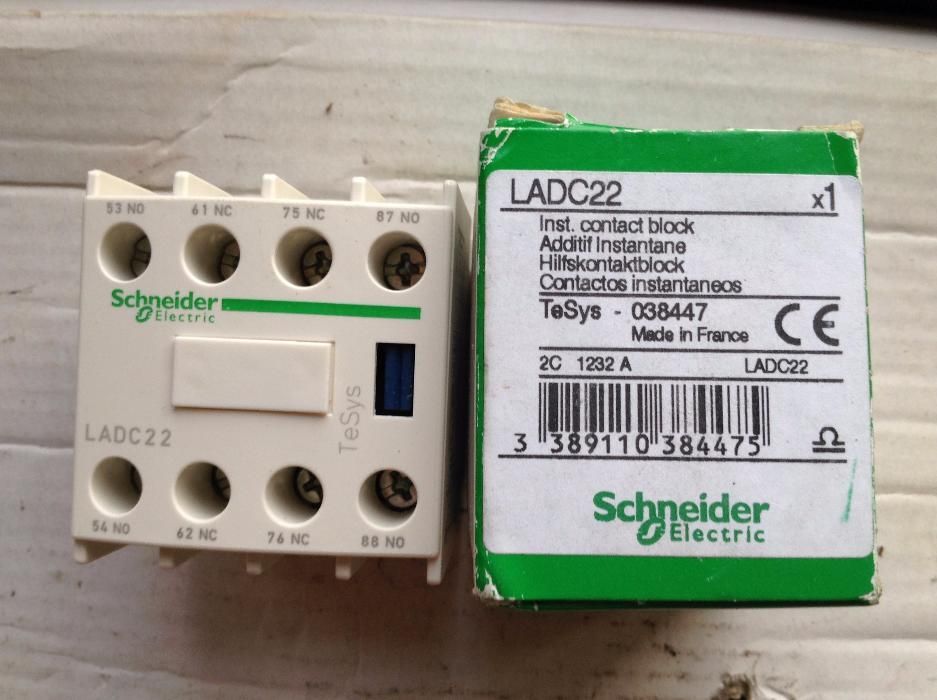 53 NO 61 NC 75 NC 87 NO
Schneider
Electric
TeSys
LADC22
54 NO 62 NC 76 NC 88 NO
LADC22 x1
Inst. contact block
Additif Instantane
Hilfskontaktblock
Contactos instantaneos
TeSys - 038447
Made in France
CE
2C 1232 A LADC22
3 389110 384475
Schneider
Electric